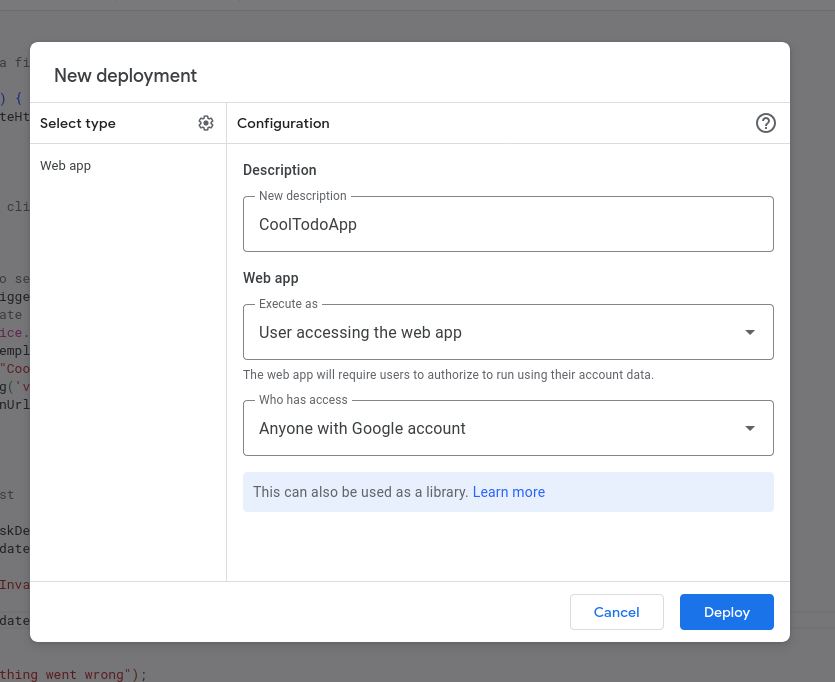 New deployment
Select type
Configuration
Web app
Description
New description
CoolTodoApp
Web app
Execute as
User accessing the web app
The web app will require users to authorize to run using their account data.
Who has access
Anyone with Google account
This can also be used as a library. Learn more
Cancel
Deploy
a fi
) {
teHt
cli
o se
igge
ate
ice.
empl
"Coo
g('v
nUrl
st
skDe
date
Inva
date
thing went wrong");